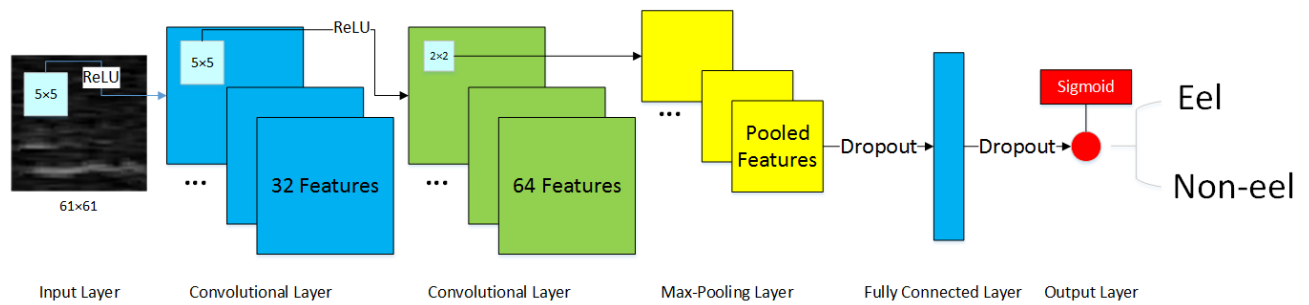 ReLU
5×5
61×61
ReLU
5×5
...
32 Features
2×2
...
64 Features
...
Pooled
Features
Dropout
Dropout
Sigmoid
Eel
Non-eel
Input Layer
Convolutional Layer
Convolutional Layer
Max-Pooling Layer
Fully Connected Layer
Output Layer